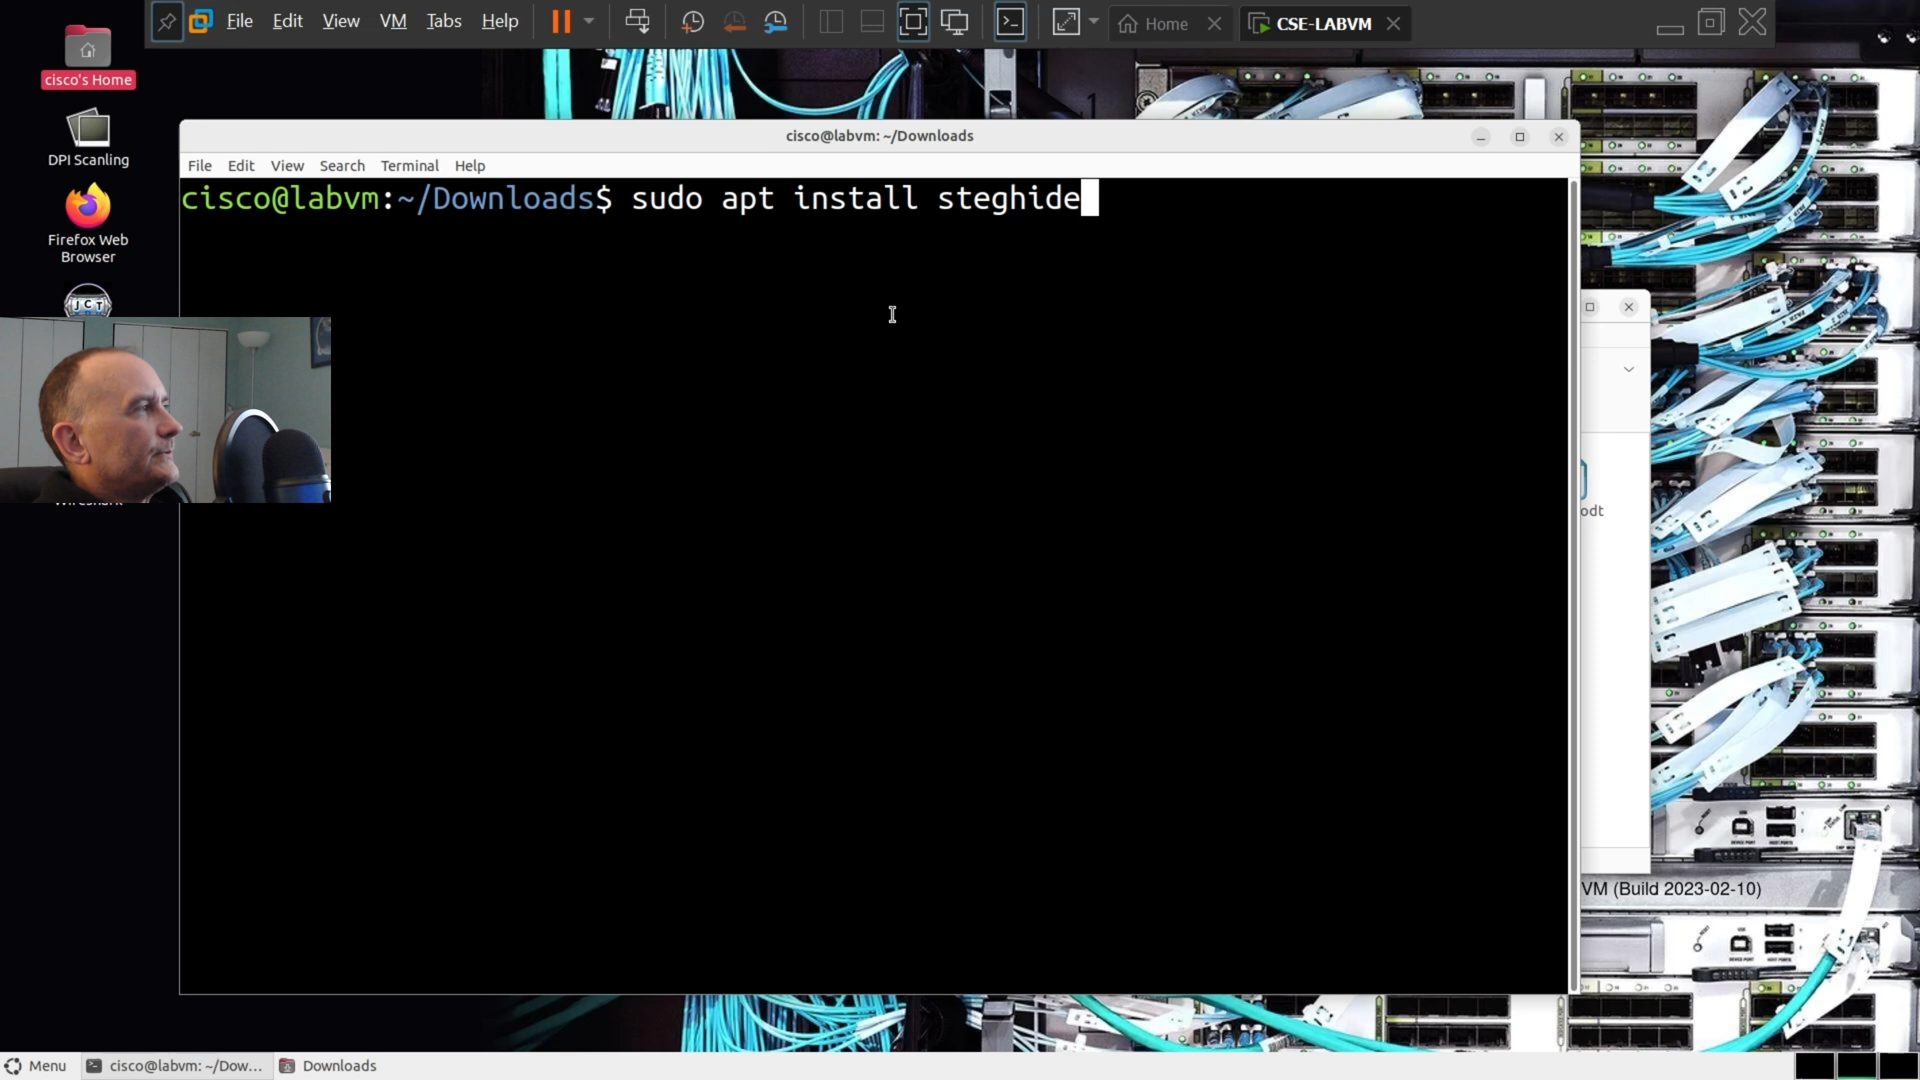 File Edit View VM Tabs Help
Home
CSE-LABVM
cisco's Home
DPI Scanling
Firefox Web
Browser
JCT
cisco@labvm: ~/Downloads
File Edit View Search Terminal Help
cisco@labvm:~/Downloads$ sudo apt install steghide
odt
VM (Build 2023-02-10)
Menu
cisco@labvm: ~/Dow...
Downloads